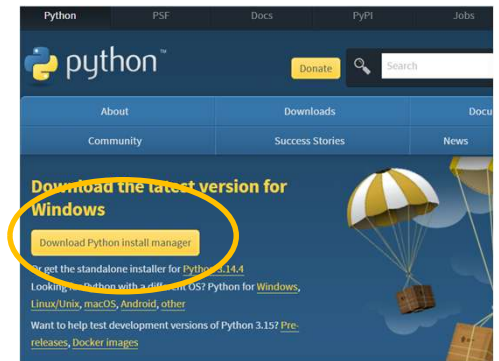 Python PSF Docs PyPI Jobs
python™
Donate Search
About Downloads Docu
Community Success Stories News
Download the latest version for
Windows
Download Python install manager
Or get the standalone installer for Python 3.14.4
Looking for Python with a different OS? Python for Windows,
Linux/Unix, macOS, Android, other
Want to help test development versions of Python 3.15? Pre-
releases, Docker images